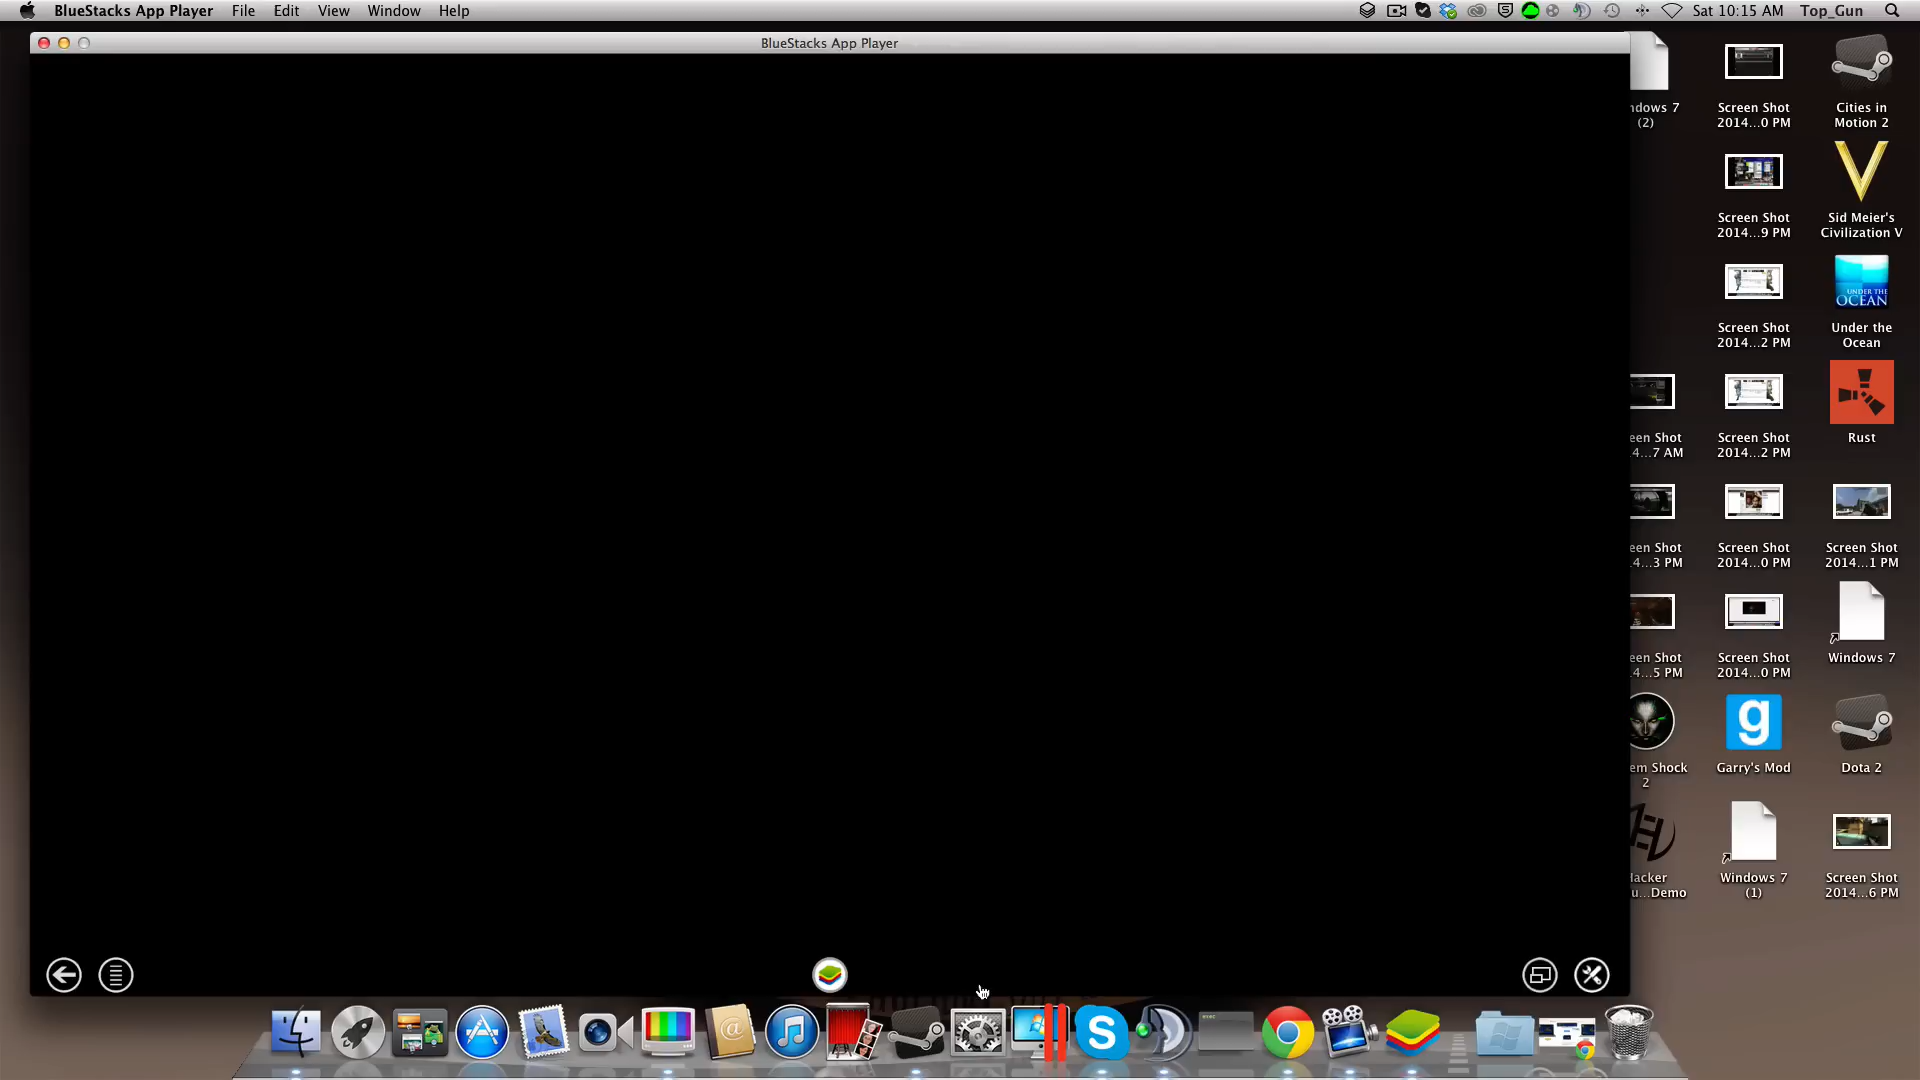 BlueStacks App Player File Edit View Window Help
Sat 10:15 AM Top_Gun
BlueStacks App Player
ndows 7
(2)
Screen Shot
2014...0 PM
Cities in
Motion 2
Screen Shot
2014...9 PM
Sid Meier's
Civilization V
Screen Shot
2014...2 PM
UNDER THE
OCEAN
Under the
Ocean
een Shot
4...7 AM
Screen Shot
2014...2 PM
Rust
een Shot
4...3 PM
Screen Shot
2014...0 PM
Screen Shot
2014...1 PM
een Shot
4...5 PM
Screen Shot
2014...0 PM
Windows 7
em Shock
2
g
Garry's Mod
Dota 2
Hacker
u...Demo
Windows 7
(1)
Screen Shot
2014...6 PM